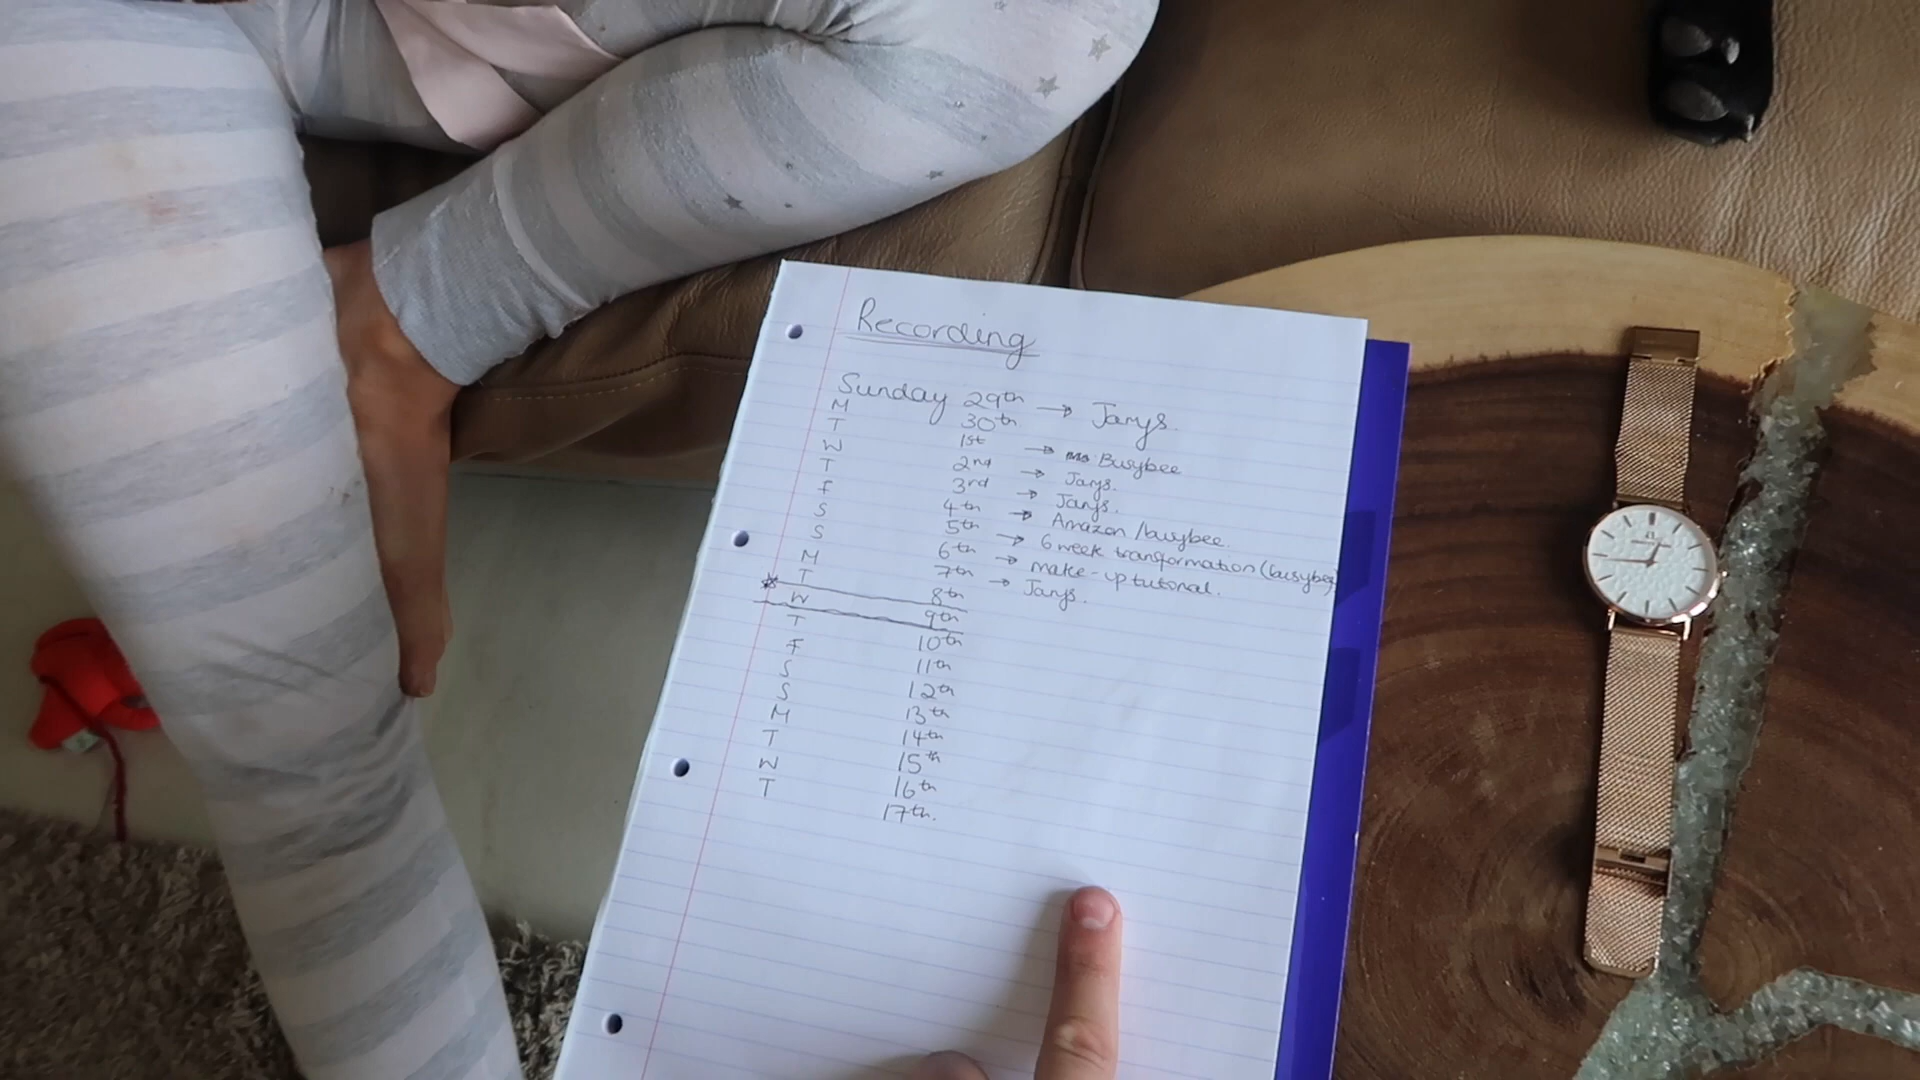 Recording
Sunday 29th → Jarys.
M 30th
T 1st → Busybee
W 2nd → Jarys.
T 3rd → Jarys.
F 4th → Amazon/busybee.
S 5th → 6 week transformation (busybee)
S 6th → make-up tutorial.
M 7th → Jarys.
* T 8th
W 9th
T 10th
F 11th
S 12th
S 13th
M 14th
T 15th
W 16th
T 17th.